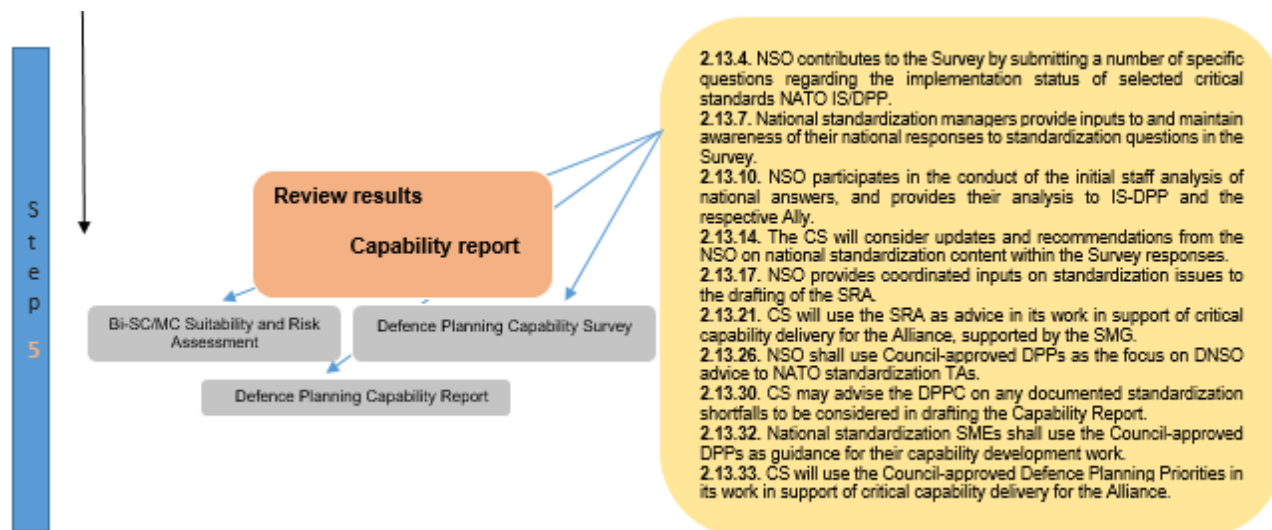 Step 5
Review results
Capability report
Bi-SC/MC Suitability and Risk
Assessment
Defence Planning Capability Survey
Defence Planning Capability Report
2.13.4. NSO contributes to the Survey by submitting a number of specific
questions regarding the implementation status of selected critical
standards NATO IS/DPP.
2.13.7. National standardization managers provide inputs to and maintain
awareness of their national responses to standardization questions in the
Survey.
2.13.10. NSO participates in the conduct of the initial staff analysis of
national answers, and provides their analysis to IS-DPP and the
respective Ally.
2.13.14. The CS will consider updates and recommendations from the
NSO on national standardization content within the Survey responses.
2.13.17. NSO provides coordinated inputs on standardization issues to
the drafting of the SRA.
2.13.21. CS will use the SRA as advice in its work in support of critical
capability delivery for the Alliance, supported by the SMG.
2.13.26. NSO shall use Council-approved DPPs as the focus on DNSO
advice to NATO standardization TAs.
2.13.30. CS may advise the DPPC on any documented standardization
shortfalls to be considered in drafting the Capability Report.
2.13.32. National standardization SMEs shall use the Council-approved
DPPs as guidance for their capability development work.
2.13.33. CS will use the Council-approved Defence Planning Priorities in
its work in support of critical capability delivery for the Alliance.